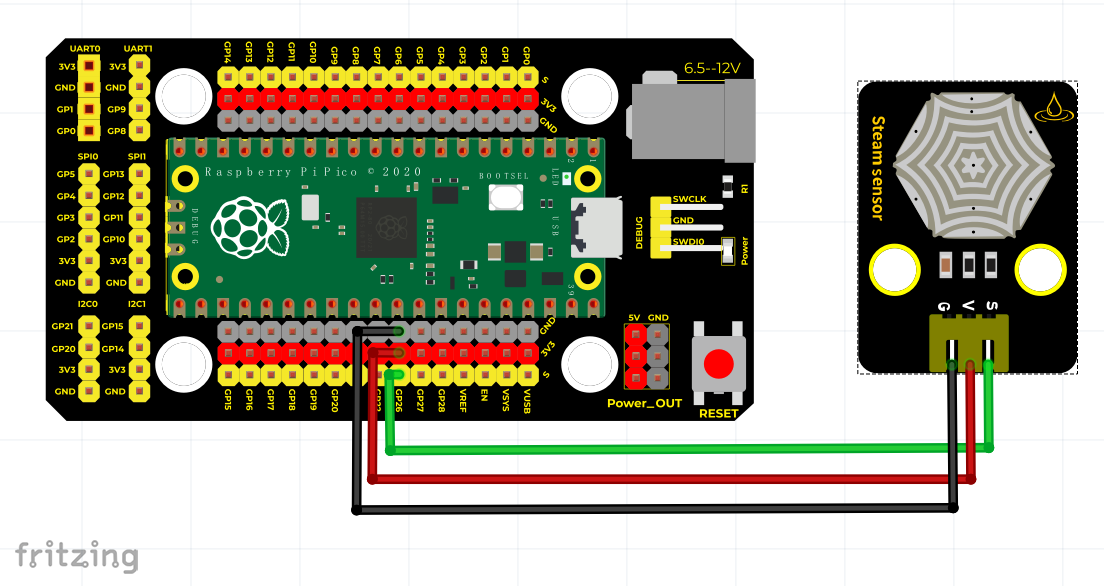 UART0 UART1
3V3 3V3
GND GND
GP1 GP9
GP0 GP8
SPI0 SPI1
GP5 GP13
GP4 GP12
GP3 GP11
GP2 GP10
3V3 3V3
GND GND
I2C0 I2C1
GP21 GP15
GP20 GP14
3V3 3V3
GND GND
GP14 GP13 GP12 GP11 GP10 GP9 GP8 GP7 GP6 GP5 GP4 GP3 GP2 GP1 GP0
S
3V3
GND
6.5--12V
Raspberry Pi Pico © 2020
BOOTSEL
LED
2
1
DEBUG
USB
39
DEBUG
SWCLK
GND
SWDI0
R1
Power
GND
3V3
S
GP15 GP16 GP17 GP18 GP19 GP20 GP26 GP27 GP28 VREF EN VSYS VUSB
5V GND
Power_OUT
RESET
Steam sensor
G V S
fritzing